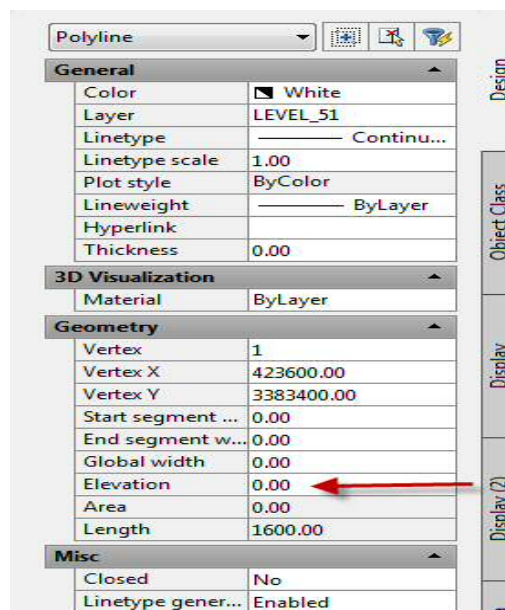 Polyline
General
Color White
Layer LEVEL_51
Linetype Continu...
Linetype scale 1.00
Plot style ByColor
Lineweight ByLayer
Hyperlink
Thickness 0.00
3D Visualization
Material ByLayer
Geometry
Vertex 1
Vertex X 423600.00
Vertex Y 3383400.00
Start segment ... 0.00
End segment w... 0.00
Global width 0.00
Elevation 0.00
Area 0.00
Length 1600.00
Misc
Closed No
Linetype gener... Enabled
Design
Object Class
Display
Display (2)